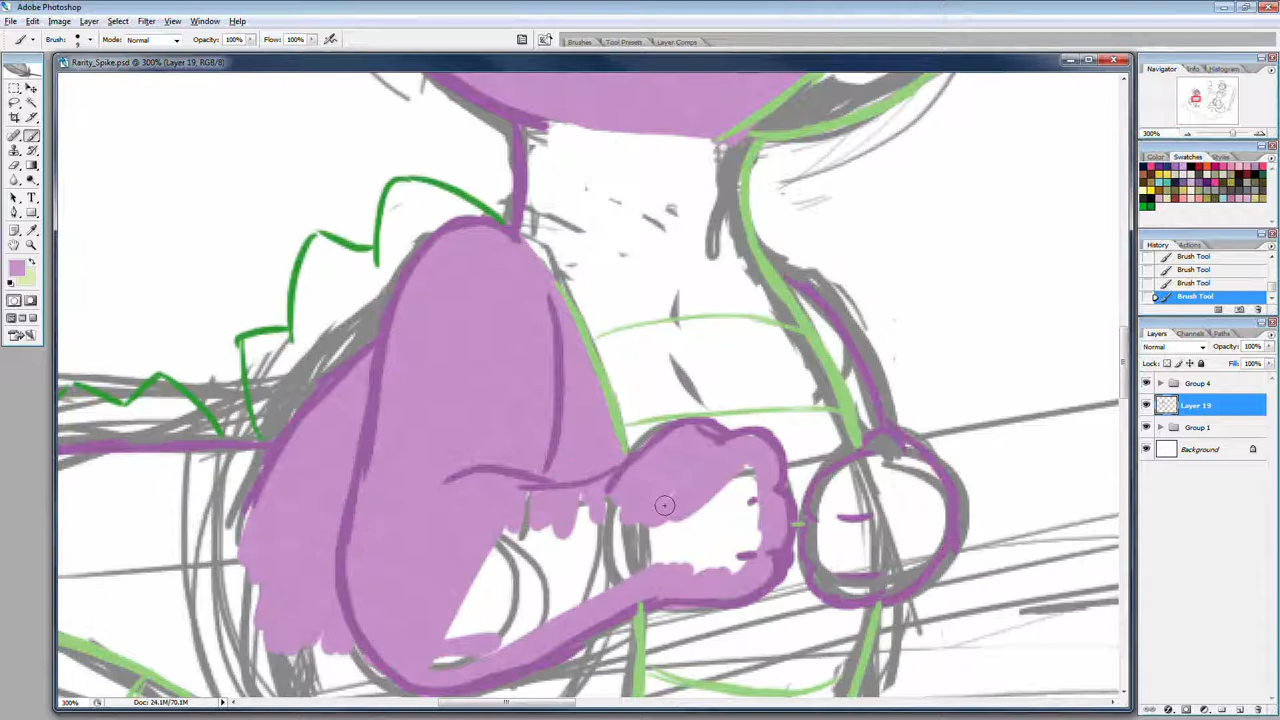 Adobe Photoshop
File Edit Image Layer Select Filter View Window Help
Brush: Mode: Normal Opacity: 100% Flow: 100% Brushes Tool Presets Layer Comps
Rarity_Spike.psd @ 300% (Layer 19, RGB/8)
Navigator Info Histogram
300%
Color Swatches Styles
History Actions
Brush Tool
Brush Tool
Brush Tool
Brush Tool
Layers Channels Paths
Normal Opacity: 100%
Lock: Fill: 100%
Group 4
Layer 19
Group 1
Background
300% Doc: 24.1M/70.1M